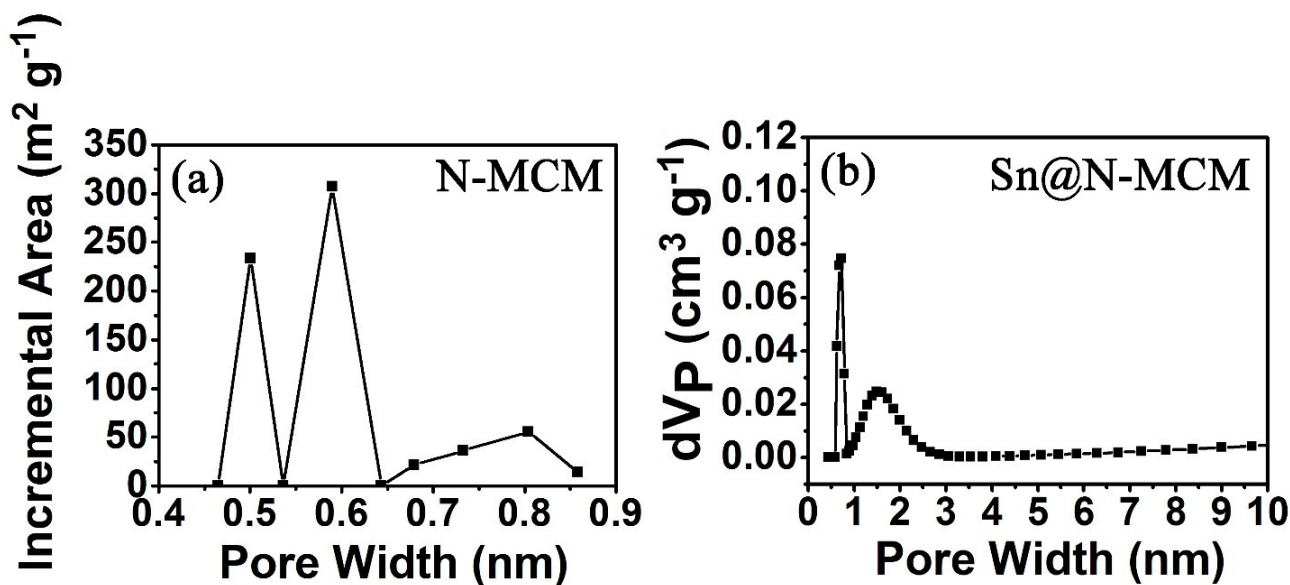 Incremental Area (m² g⁻¹)
350
300
250
200
150
100
50
0
(a)
N-MCM
0.4 0.5 0.6 0.7 0.8 0.9
Pore Width (nm)
dVP (cm³ g⁻¹)
0.12
0.10
0.08
0.06
0.04
0.02
0.00
(b)
Sn@N-MCM
0 1 2 3 4 5 6 7 8 9 10
Pore Width (nm)